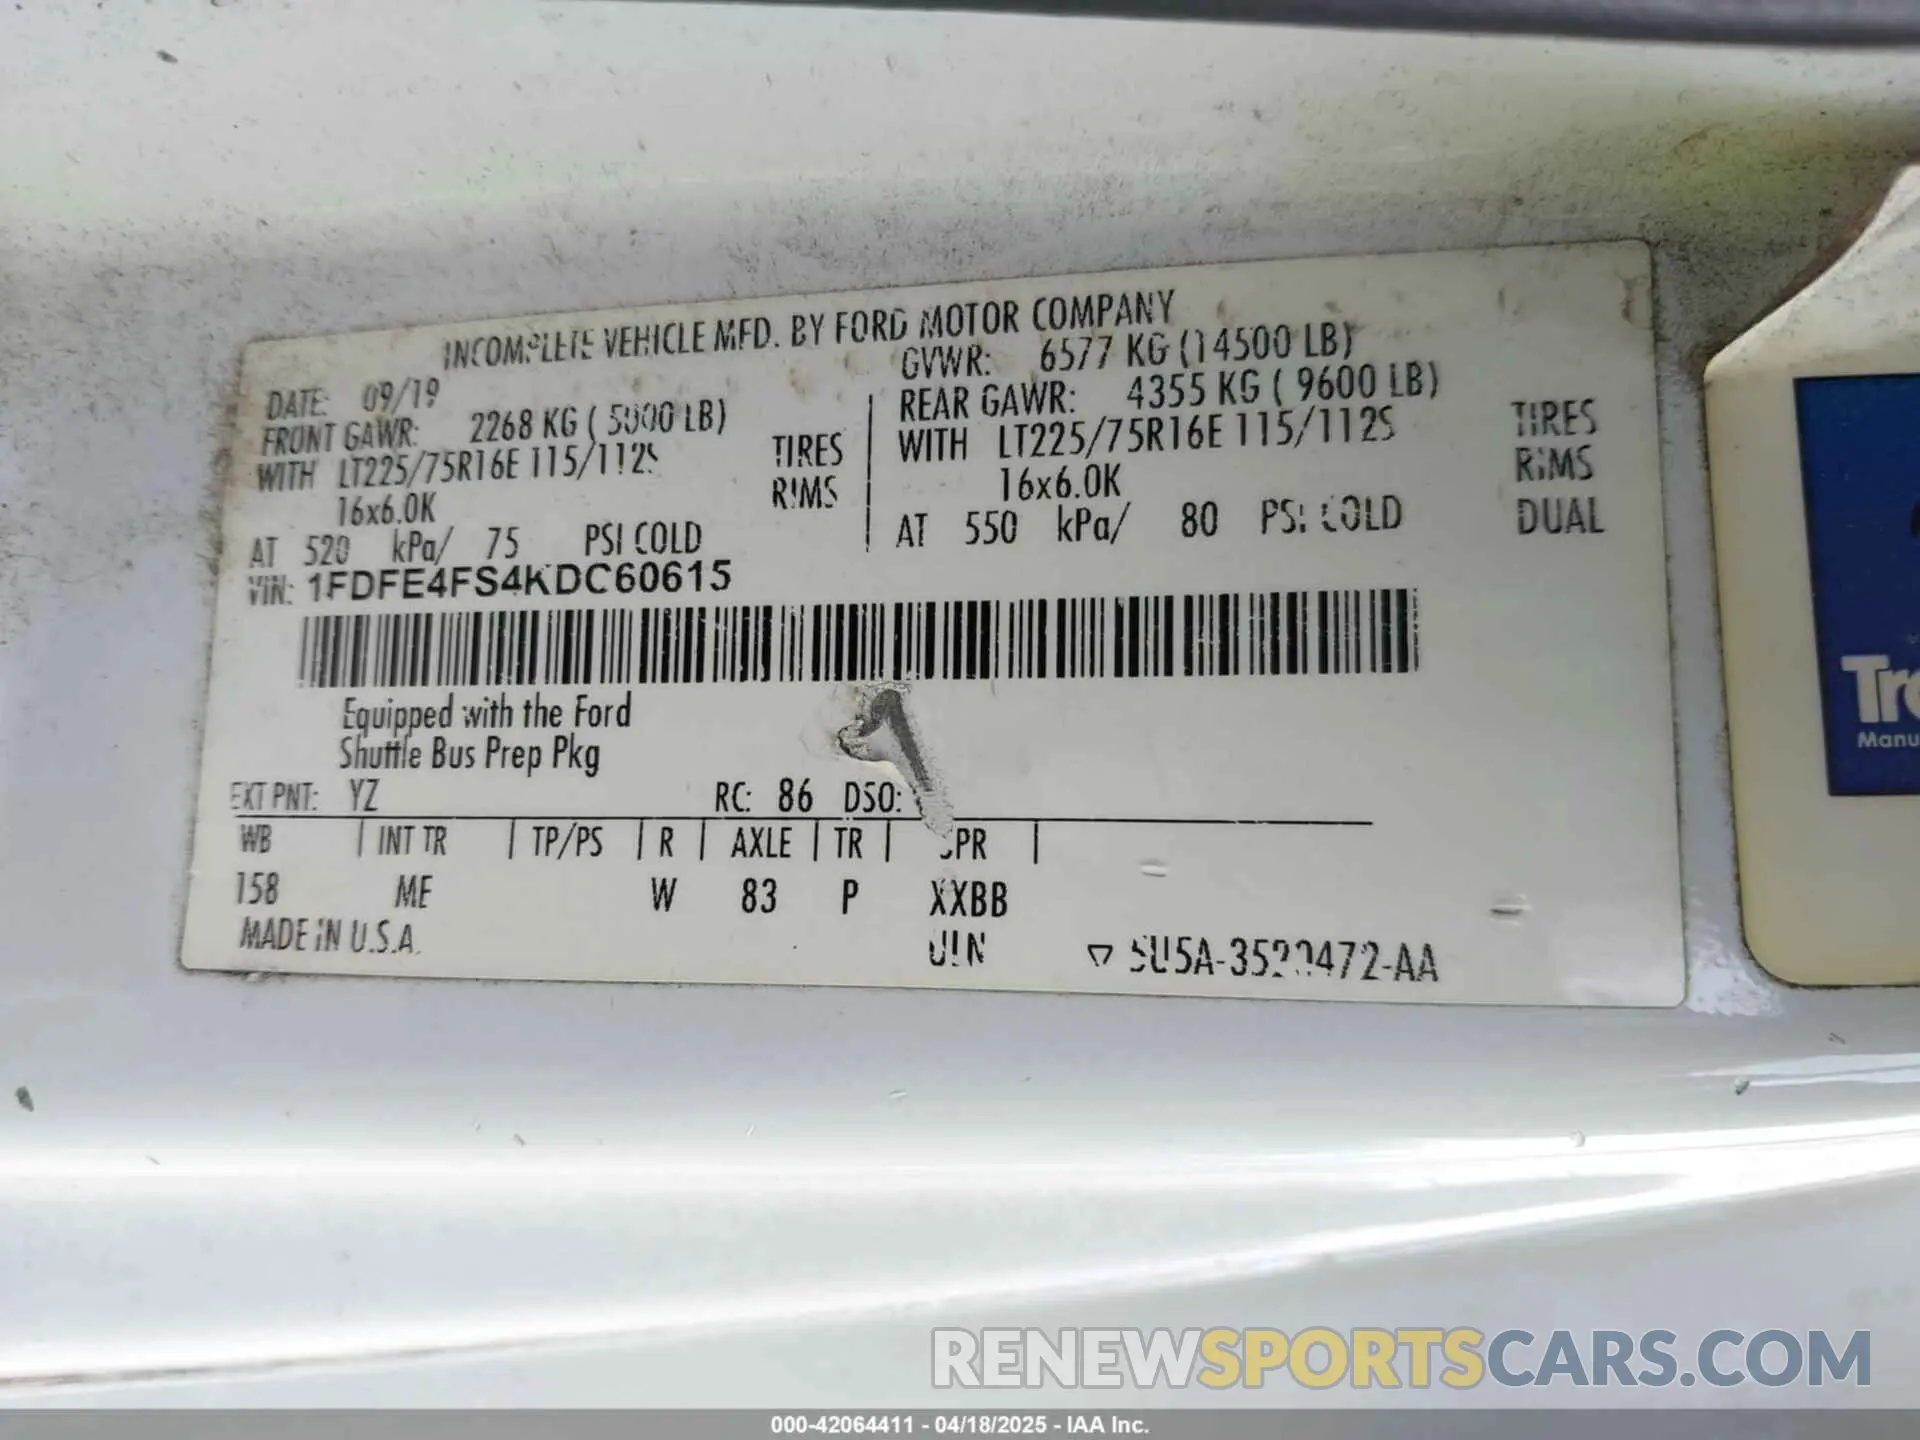 INCOMPLETE VEHICLE MFD. BY FORD MOTOR COMPANY
DATE: 09/19
GVWR: 6577 KG (14500 LB)
FRONT GAWR: 2268 KG ( 5000 LB)
REAR GAWR: 4355 KG ( 9600 LB)
WITH LT225/75R16E 115/112S TIRES
WITH LT225/75R16E 115/112S TIRES
16x6.0K RIMS
16x6.0K RIMS
AT 520 kPa/ 75 PSI COLD
AT 550 kPa/ 80 PSI COLD DUAL
VIN: 1FDFE4FS4KDC60615
Equipped with the Ford
Shuttle Bus Prep Pkg
EXT PNT: YZ RC: 86 DSO:
WB | INT TR | TP/PS | R | AXLE | TR | SPR |
158 ME W 83 P XXBB
MADE IN U.S.A.
▽ 5U5A-3520472-AA
Manu
RENEWSPORTSCARS.COM
000-42064411 - 04/18/2025 - IAA Inc.